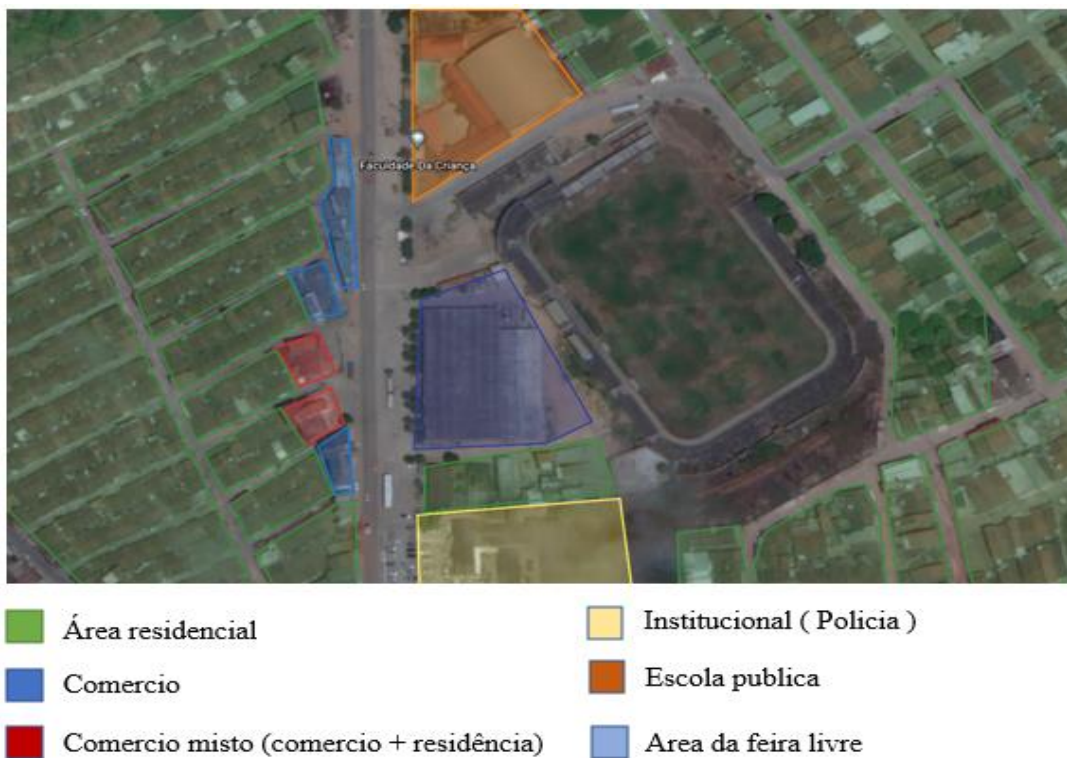 Faculdade Da Criança
Área residencial
Comercio
Comercio misto (comercio + residência)
Institucional ( Policia )
Escola publica
Area da feira livre